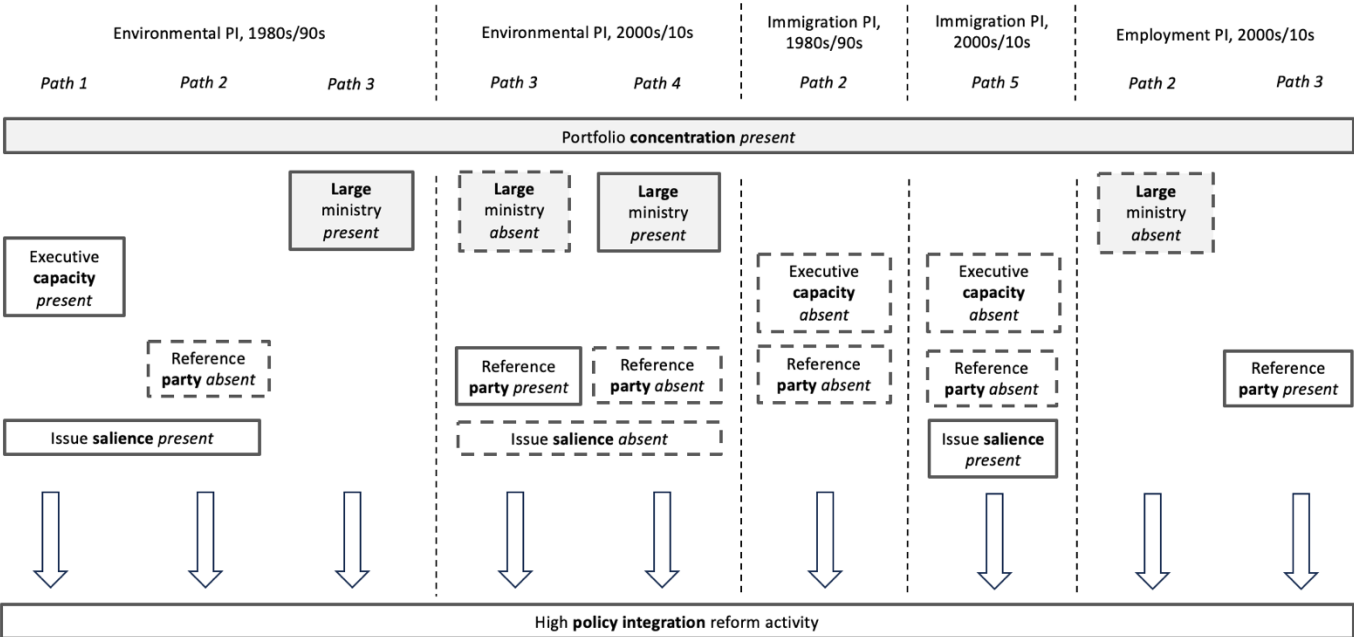 Environmental PI, 1980s/90s
Environmental PI, 2000s/10s
Immigration PI,
1980s/90s
Immigration PI,
2000s/10s
Employment PI, 2000s/10s
Path 1
Path 2
Path 3
Path 3
Path 4
Path 2
Path 5
Path 2
Path 3
Portfolio concentration present
Large
ministry
present
Large
ministry
absent
Large
ministry
present
Large
ministry
absent
Executive
capacity
present
Executive
capacity
absent
Executive
capacity
absent
Reference
party absent
Reference
party present
Reference
party absent
Reference
party absent
Reference
party absent
Reference
party present
Issue salience present
Issue salience absent
Issue salience
present
High policy integration reform activity